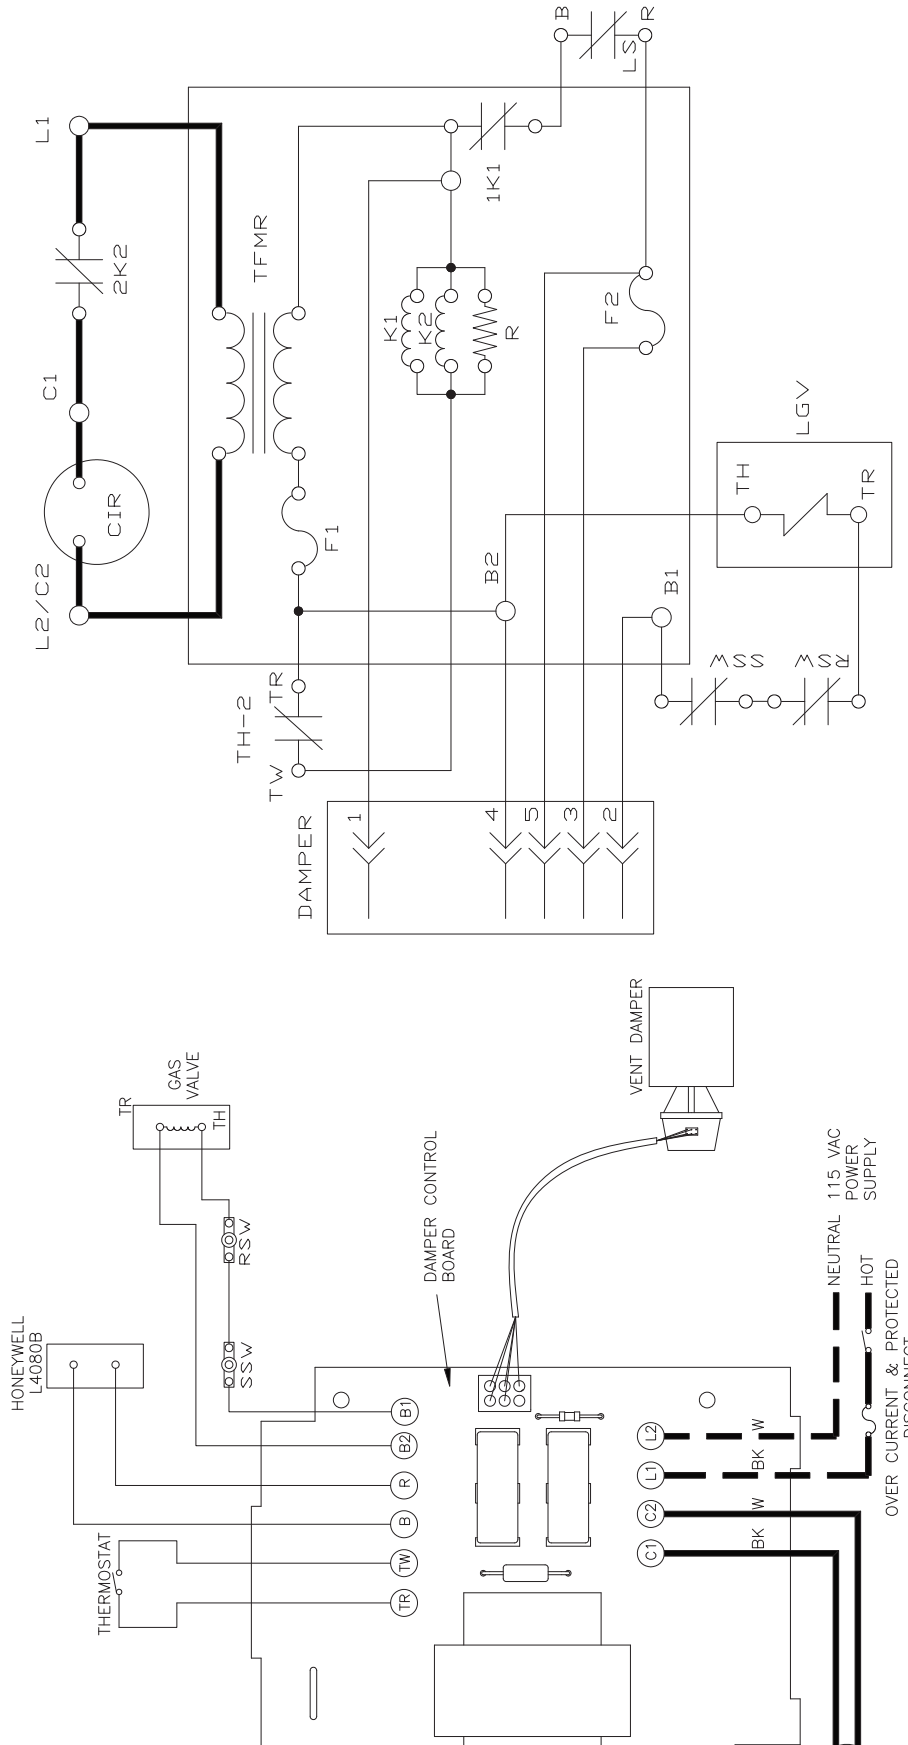 L1
2K2
C1
CIR
L2/C2
TFMR
F1
TH-2
TR
TW
K1
K2
R
1K1
B
R
LS
F2
B2
B1
LGV
TH
TR
SSW
RSW
DAMPER
1
4
5
3
2
HONEYWELL
L4080B
THERMOSTAT
GAS
VALVE
TR
TH
RSW
SSW
DAMPER CONTROL
BOARD
VENT DAMPER
B1
B2
R
B
TW
TR
L2
L1
C2
C1
W
BK
W
BK
NEUTRAL
HOT
115 VAC
POWER
SUPPLY
OVER CURRENT & PROTECTED